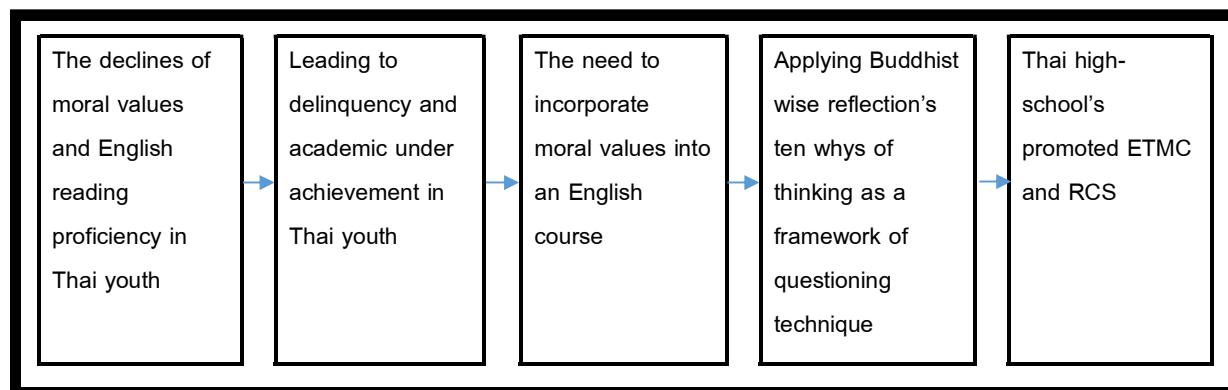 The declines of
moral values
and English
reading
proficiency in
Thai youth
Leading to
delinquency and
academic under
achievement in
Thai youth
The need to
incorporate
moral values into
an English
course
Applying Buddhist
wise reflection's
ten whys of
thinking as a
framework of
questioning
technique
Thai high-
school's
promoted ETMC
and RCS